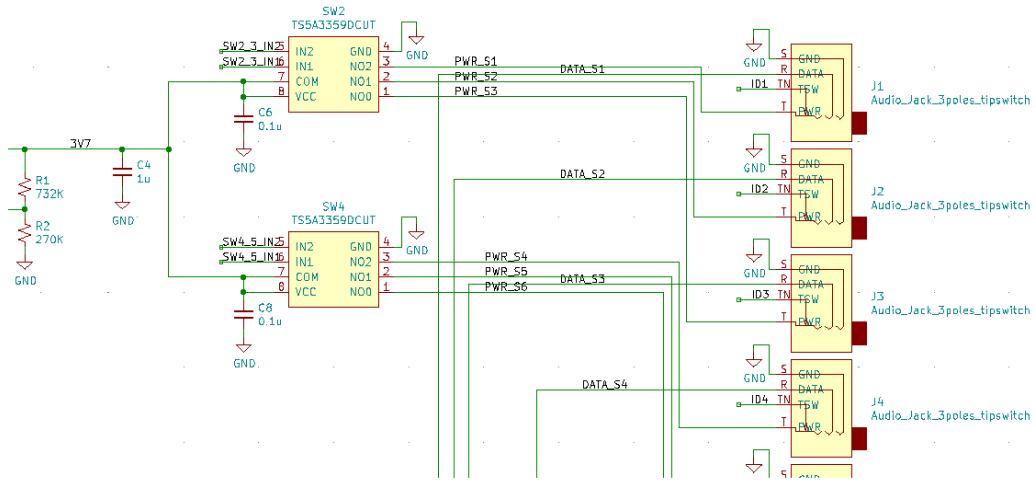 SW2
TS5A3359DCUT
SW2_3_IN2 5 IN2 GND 4
GND
SW2_3_IN1 6 IN1 NO2 3 PWR_S1
7 COM NO1 2 PWR_S2
8 VCC NO0 1 PWR_S3
DATA_S1
C6
0.1u
GND
3V7
C4
1u
GND
R1
732K
R2
270K
GND
SW4
TS5A3359DCUT
SW4_5_IN2 5 IN2 GND 4
GND
SW4_5_IN1 6 IN1 NO2 3 PWR_S4
7 COM NO1 2 PWR_S5
8 VCC NO0 1 PWR_S6
C8
0.1u
GND
GND
S GND
R DATA
ID1 TN TSW
T PWR
J1
Audio_Jack_3poles_tipswitch
DATA_S2
GND
S GND
R DATA
ID2 TN TSW
T PWR
J2
Audio_Jack_3poles_tipswitch
DATA_S3
GND
S GND
R DATA
ID3 TN TSW
T PWR
J3
Audio_Jack_3poles_tipswitch
DATA_S4
GND
S GND
R DATA
ID4 TN TSW
T PWR
J4
Audio_Jack_3poles_tipswitch
S GND